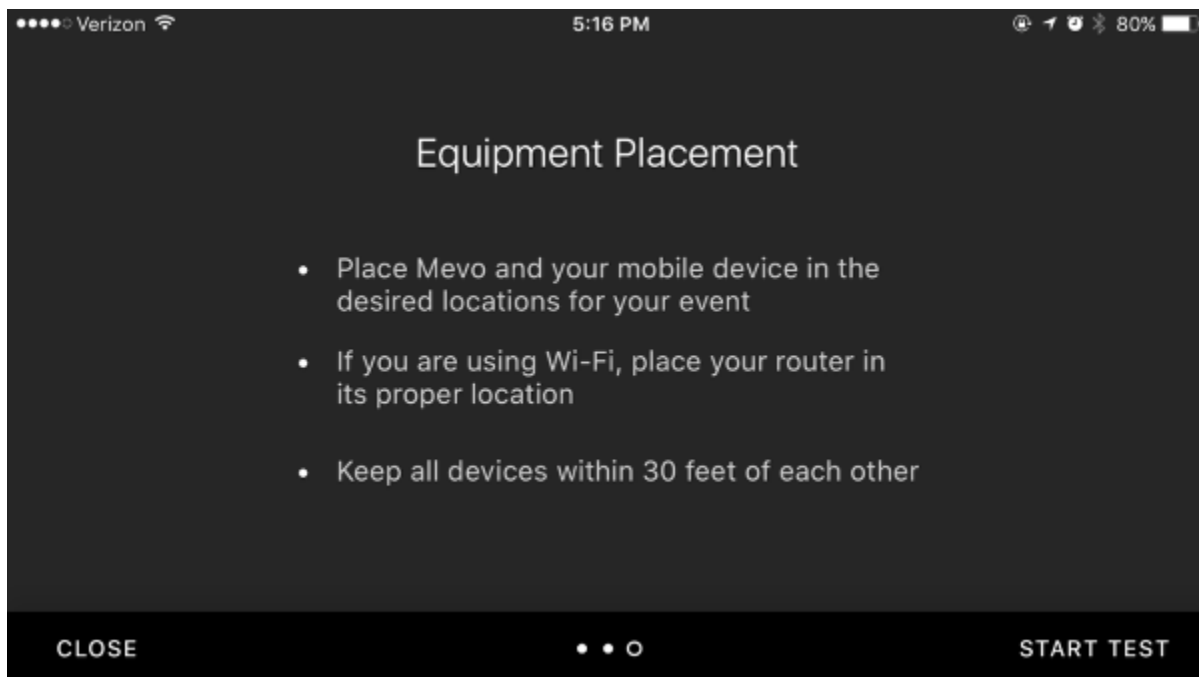 Verizon 5:16 PM 80%
Equipment Placement
• Place Mevo and your mobile device in the
desired locations for your event
• If you are using Wi-Fi, place your router in
its proper location
• Keep all devices within 30 feet of each other
CLOSE START TEST